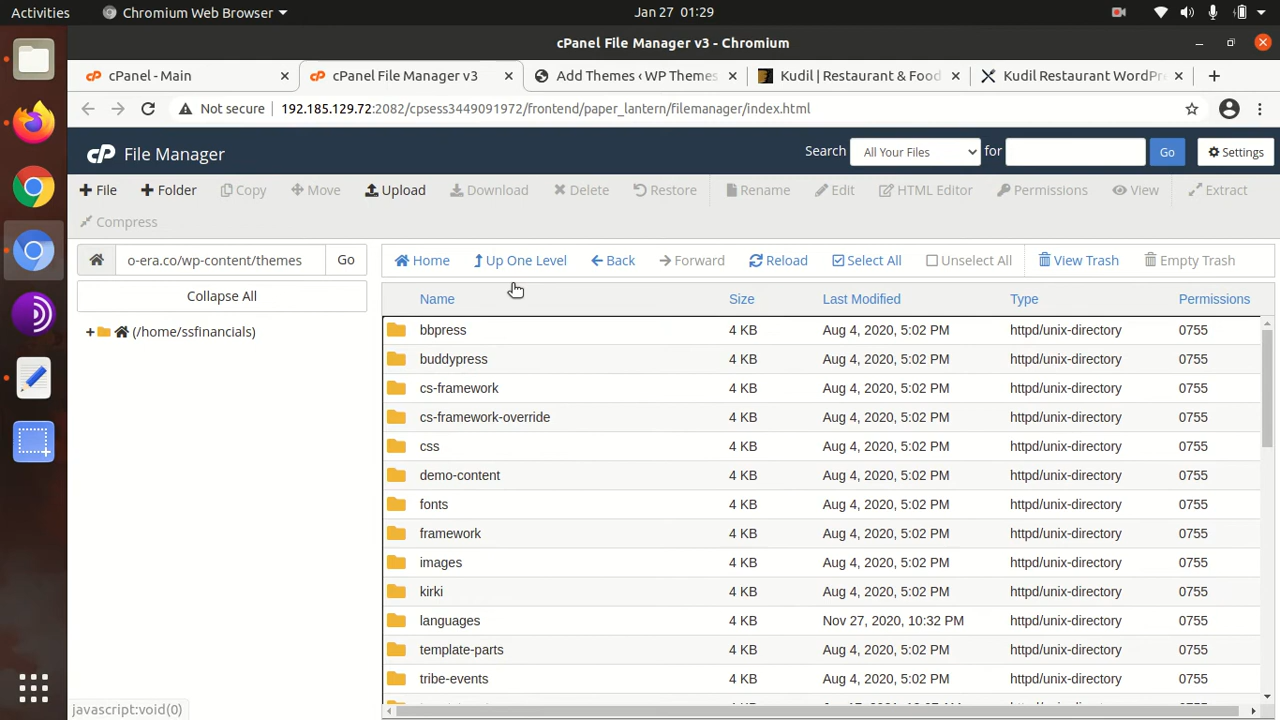 Activities
Chromium Web Browser
Jan 27 01:29
cPanel File Manager v3 - Chromium
cPanel - Main
cPanel File Manager v3
Add Themes ‹ WP Themes
Kudil | Restaurant & Food
Kudil Restaurant WordPr
Not secure
192.185.129.72:2082/cpsess3449091972/frontend/paper_lantern/filemanager/index.html
cP File Manager
Search All Your Files for Go Settings
File Folder Copy Move Upload Download Delete Restore Rename Edit HTML Editor Permissions View Extract
Compress
o-era.co/wp-content/themes Go
Home Up One Level Back Forward Reload Select All Unselect All View Trash Empty Trash
Collapse All
+ (/home/ssfinancials)
Name Size Last Modified Type Permissions
bbpress 4 KB Aug 4, 2020, 5:02 PM httpd/unix-directory 0755
buddypress 4 KB Aug 4, 2020, 5:02 PM httpd/unix-directory 0755
cs-framework 4 KB Aug 4, 2020, 5:02 PM httpd/unix-directory 0755
cs-framework-override 4 KB Aug 4, 2020, 5:02 PM httpd/unix-directory 0755
css 4 KB Aug 4, 2020, 5:02 PM httpd/unix-directory 0755
demo-content 4 KB Aug 4, 2020, 5:02 PM httpd/unix-directory 0755
fonts 4 KB Aug 4, 2020, 5:02 PM httpd/unix-directory 0755
framework 4 KB Aug 4, 2020, 5:02 PM httpd/unix-directory 0755
images 4 KB Aug 4, 2020, 5:02 PM httpd/unix-directory 0755
kirki 4 KB Aug 4, 2020, 5:02 PM httpd/unix-directory 0755
languages 4 KB Nov 27, 2020, 10:32 PM httpd/unix-directory 0755
template-parts 4 KB Aug 4, 2020, 5:02 PM httpd/unix-directory 0755
tribe-events 4 KB Aug 4, 2020, 5:02 PM httpd/unix-directory 0755
javascript:void(0)